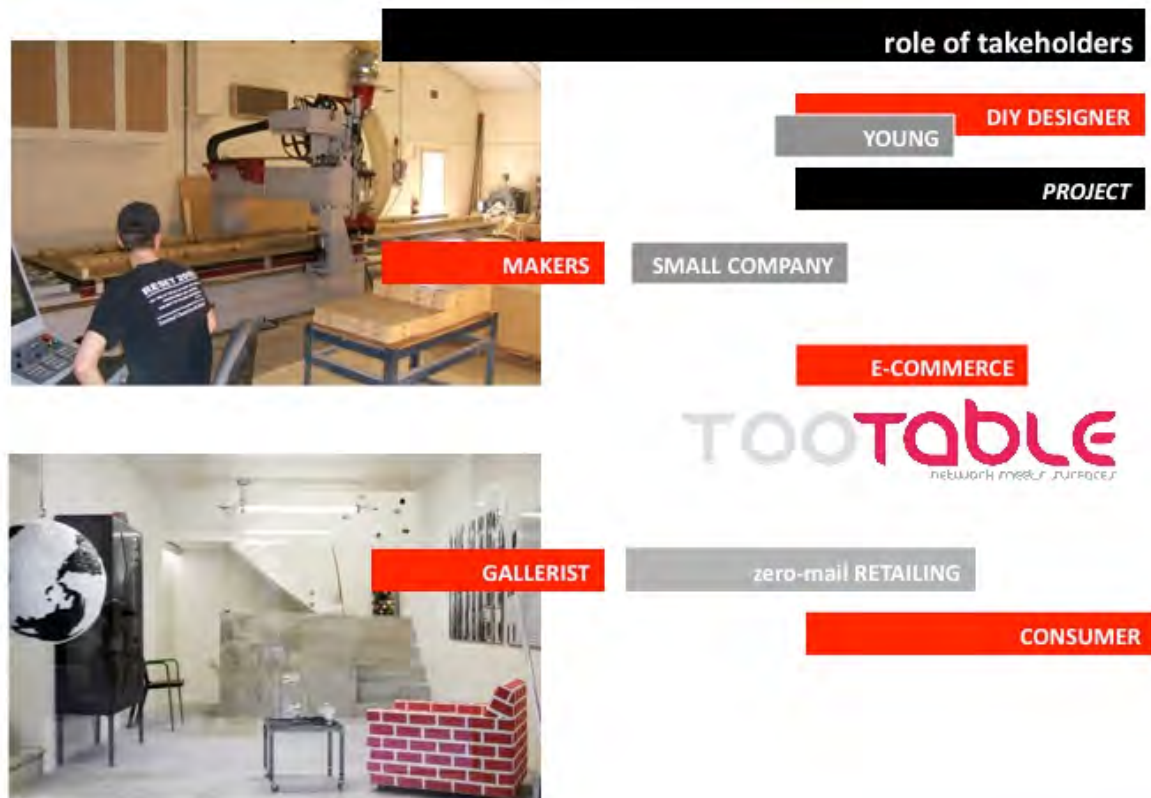 role of takeholders
DIY DESIGNER
YOUNG
PROJECT
MAKERS
SMALL COMPANY
E-COMMERCE
TOOTABLE
network meets surfaces
GALLERIST
zero-mail RETAILING
CONSUMER